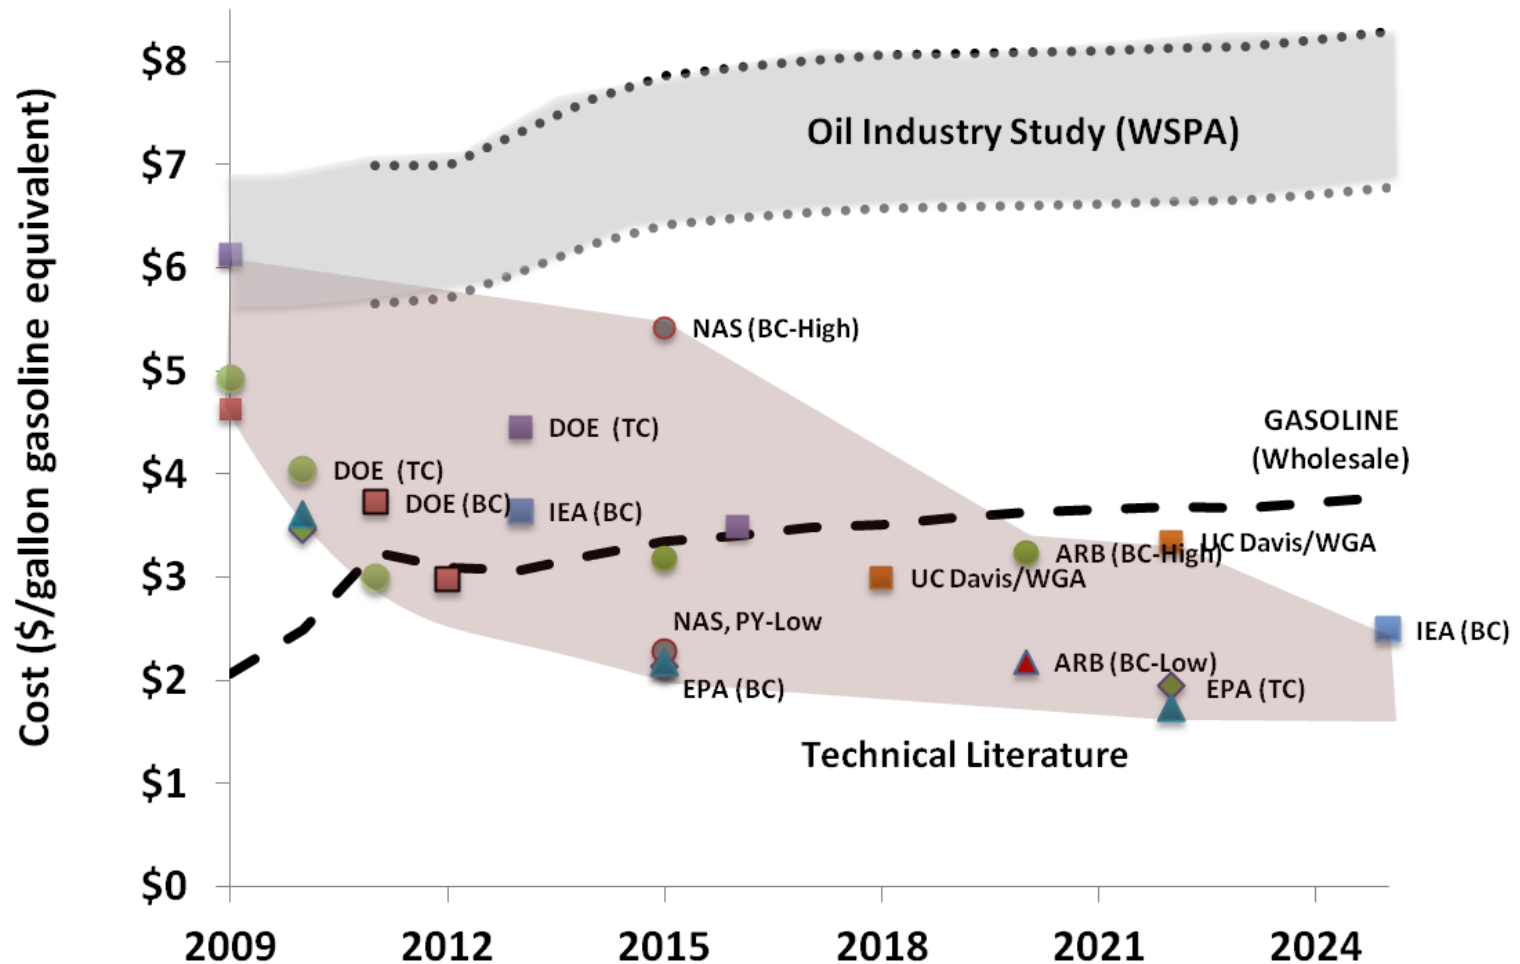 Cost ($/gallon gasoline equivalent)
$8
$7
$6
$5
$4
$3
$2
$1
$0
Oil Industry Study (WSPA)
NAS (BC-High)
GASOLINE
(Wholesale)
DOE (TC)
DOE (TC)
DOE (BC)
IEA (BC)
UC Davis/WGA
ARB (BC-High)
UC Davis/WGA
NAS, PY-Low
IEA (BC)
ARB (BC-Low)
EPA (BC)
EPA (TC)
Technical Literature
2009 2012 2015 2018 2021 2024